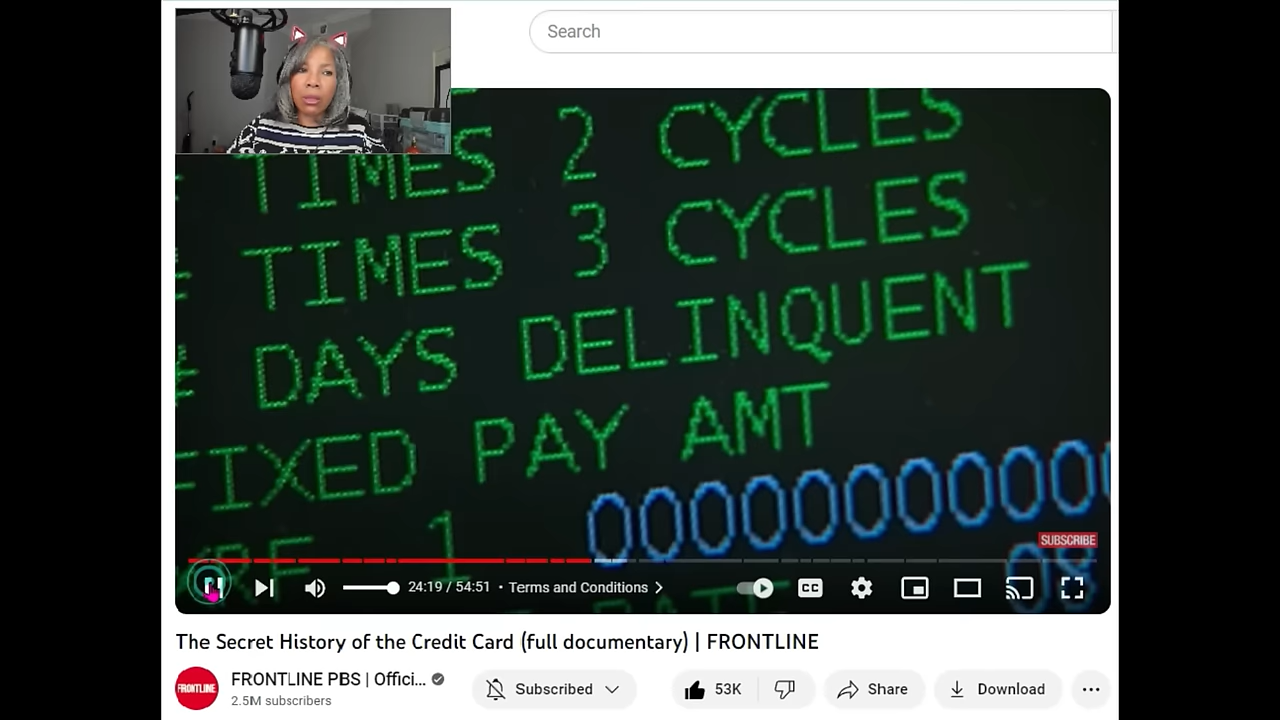 Search
TIMES 2 CYCLES
TIMES 3 CYCLES
# DAYS DELINQUENT
FIXED PAY AMT
1 00000000000
SUBSCRIBE
24:19 / 54:51 • Terms and Conditions >
CC
The Secret History of the Credit Card (full documentary) | FRONTLINE
FRONTLINE
FRONTLINE PBS | Offici...
2.5M subscribers
Subscribed
53K
Share
Download